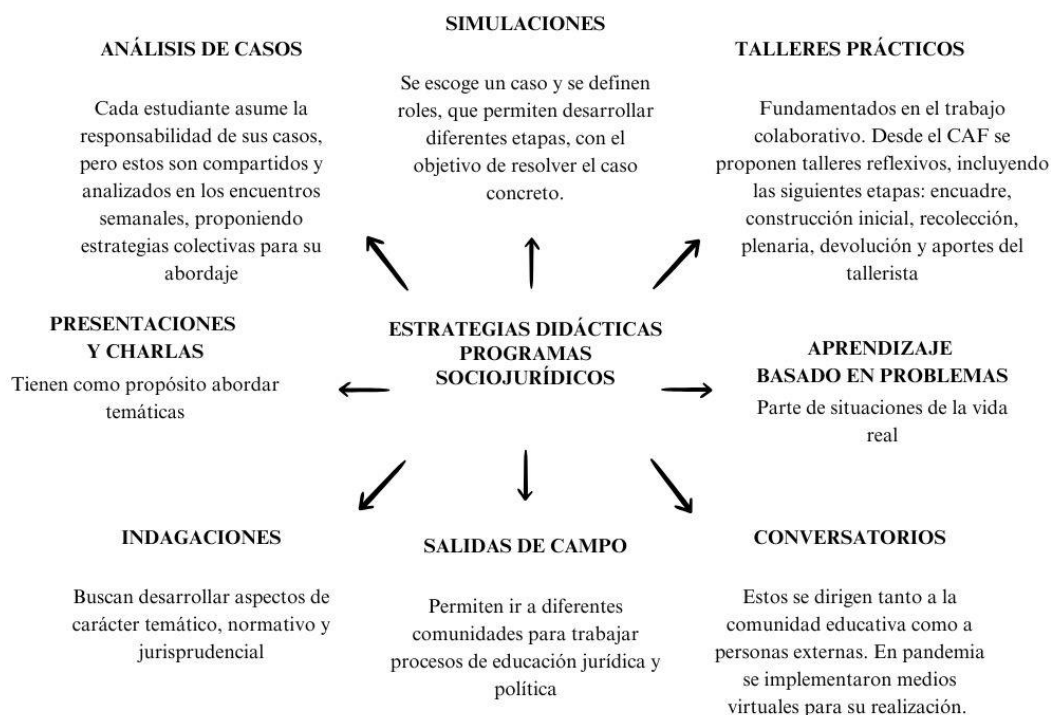 SIMULACIONES
Se escoge un caso y se definen
roles, que permiten desarrollar
diferentes etapas, con el
objetivo de resolver el caso
concreto.
ANÁLISIS DE CASOS
Cada estudiante asume la
responsabilidad de sus casos,
pero estos son compartidos y
analizados en los encuentros
semanales, proponiendo
estrategias colectivas para su
abordaje
TALLERES PRÁCTICOS
Fundamentados en el trabajo
colaborativo. Desde el CAF se
proponen talleres reflexivos, incluyendo
las siguientes etapas: encuadre,
construcción inicial, recolección,
plenaria, devolución y aportes del
tallerista
PRESENTACIONES
Y CHARLAS
Tienen como propósito abordar
temáticas
ESTRATEGIAS DIDÁCTICAS
PROGRAMAS
SOCIOJURÍDICOS
APRENDIZAJE
BASADO EN PROBLEMAS
Parte de situaciones de la vida
real
INDAGACIONES
Buscan desarrollar aspectos de
carácter temático, normativo y
jurisprudencial
SALIDAS DE CAMPO
Permiten ir a diferentes
comunidades para trabajar
procesos de educación jurídica y
política
CONVERSATORIOS
Estos se dirigen tanto a la
comunidad educativa como a
personas externas. En pandemia
se implementaron medios
virtuales para su realización.